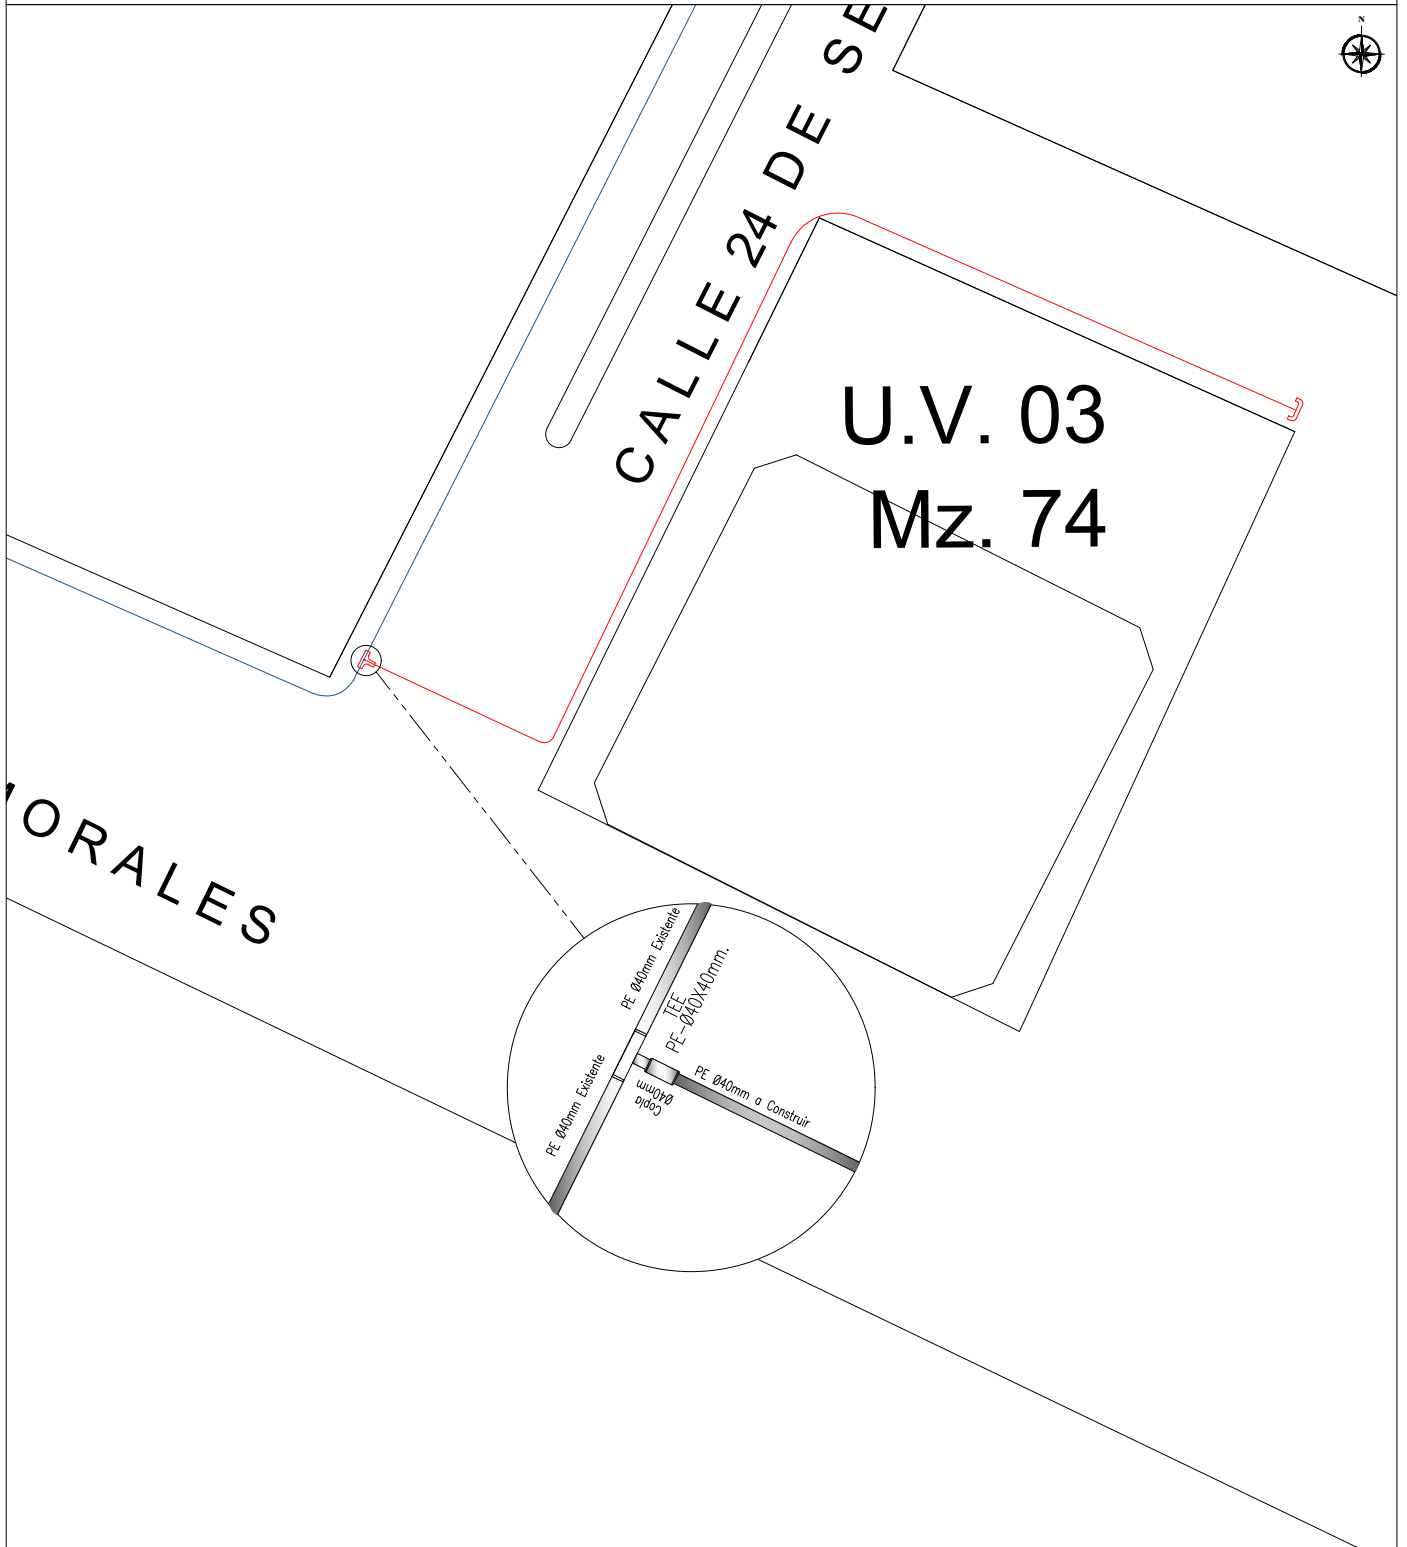 N
CALLE 24 DE SE
U.V. 03
Mz. 74
MORALES
PE Ø40mm Existente
TEE
PE-Ø40X40mm.
PE Ø40mm Existente
Copla
Ø40mm
PE Ø40mm a Construir